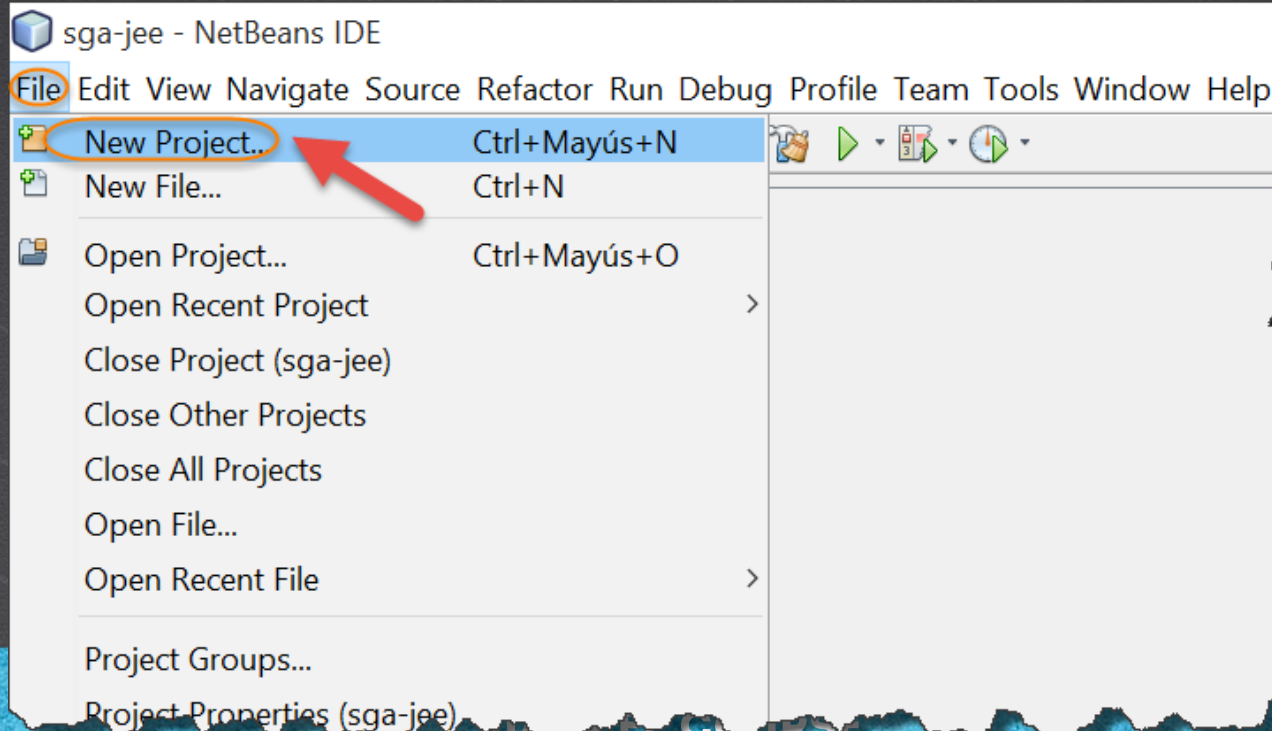 sga-jee - NetBeans IDE
File Edit View Navigate Source Refactor Run Debug Profile Team Tools Window Help
New Project... Ctrl+Mayús+N
New File... Ctrl+N
Open Project... Ctrl+Mayús+O
Open Recent Project
Close Project (sga-jee)
Close Other Projects
Close All Projects
Open File...
Open Recent File
Project Groups...
Project Properties (sga-jee)